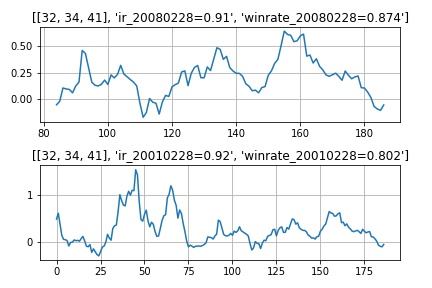 [[32, 34, 41], 'ir_20080228=0.91', 'winrate_20080228=0.874']
0.50
0.25
0.00
80 100 120 140 160 180
[[32, 34, 41], 'ir_20010228=0.92', 'winrate_20010228=0.802']
1
0
0 25 50 75 100 125 150 175